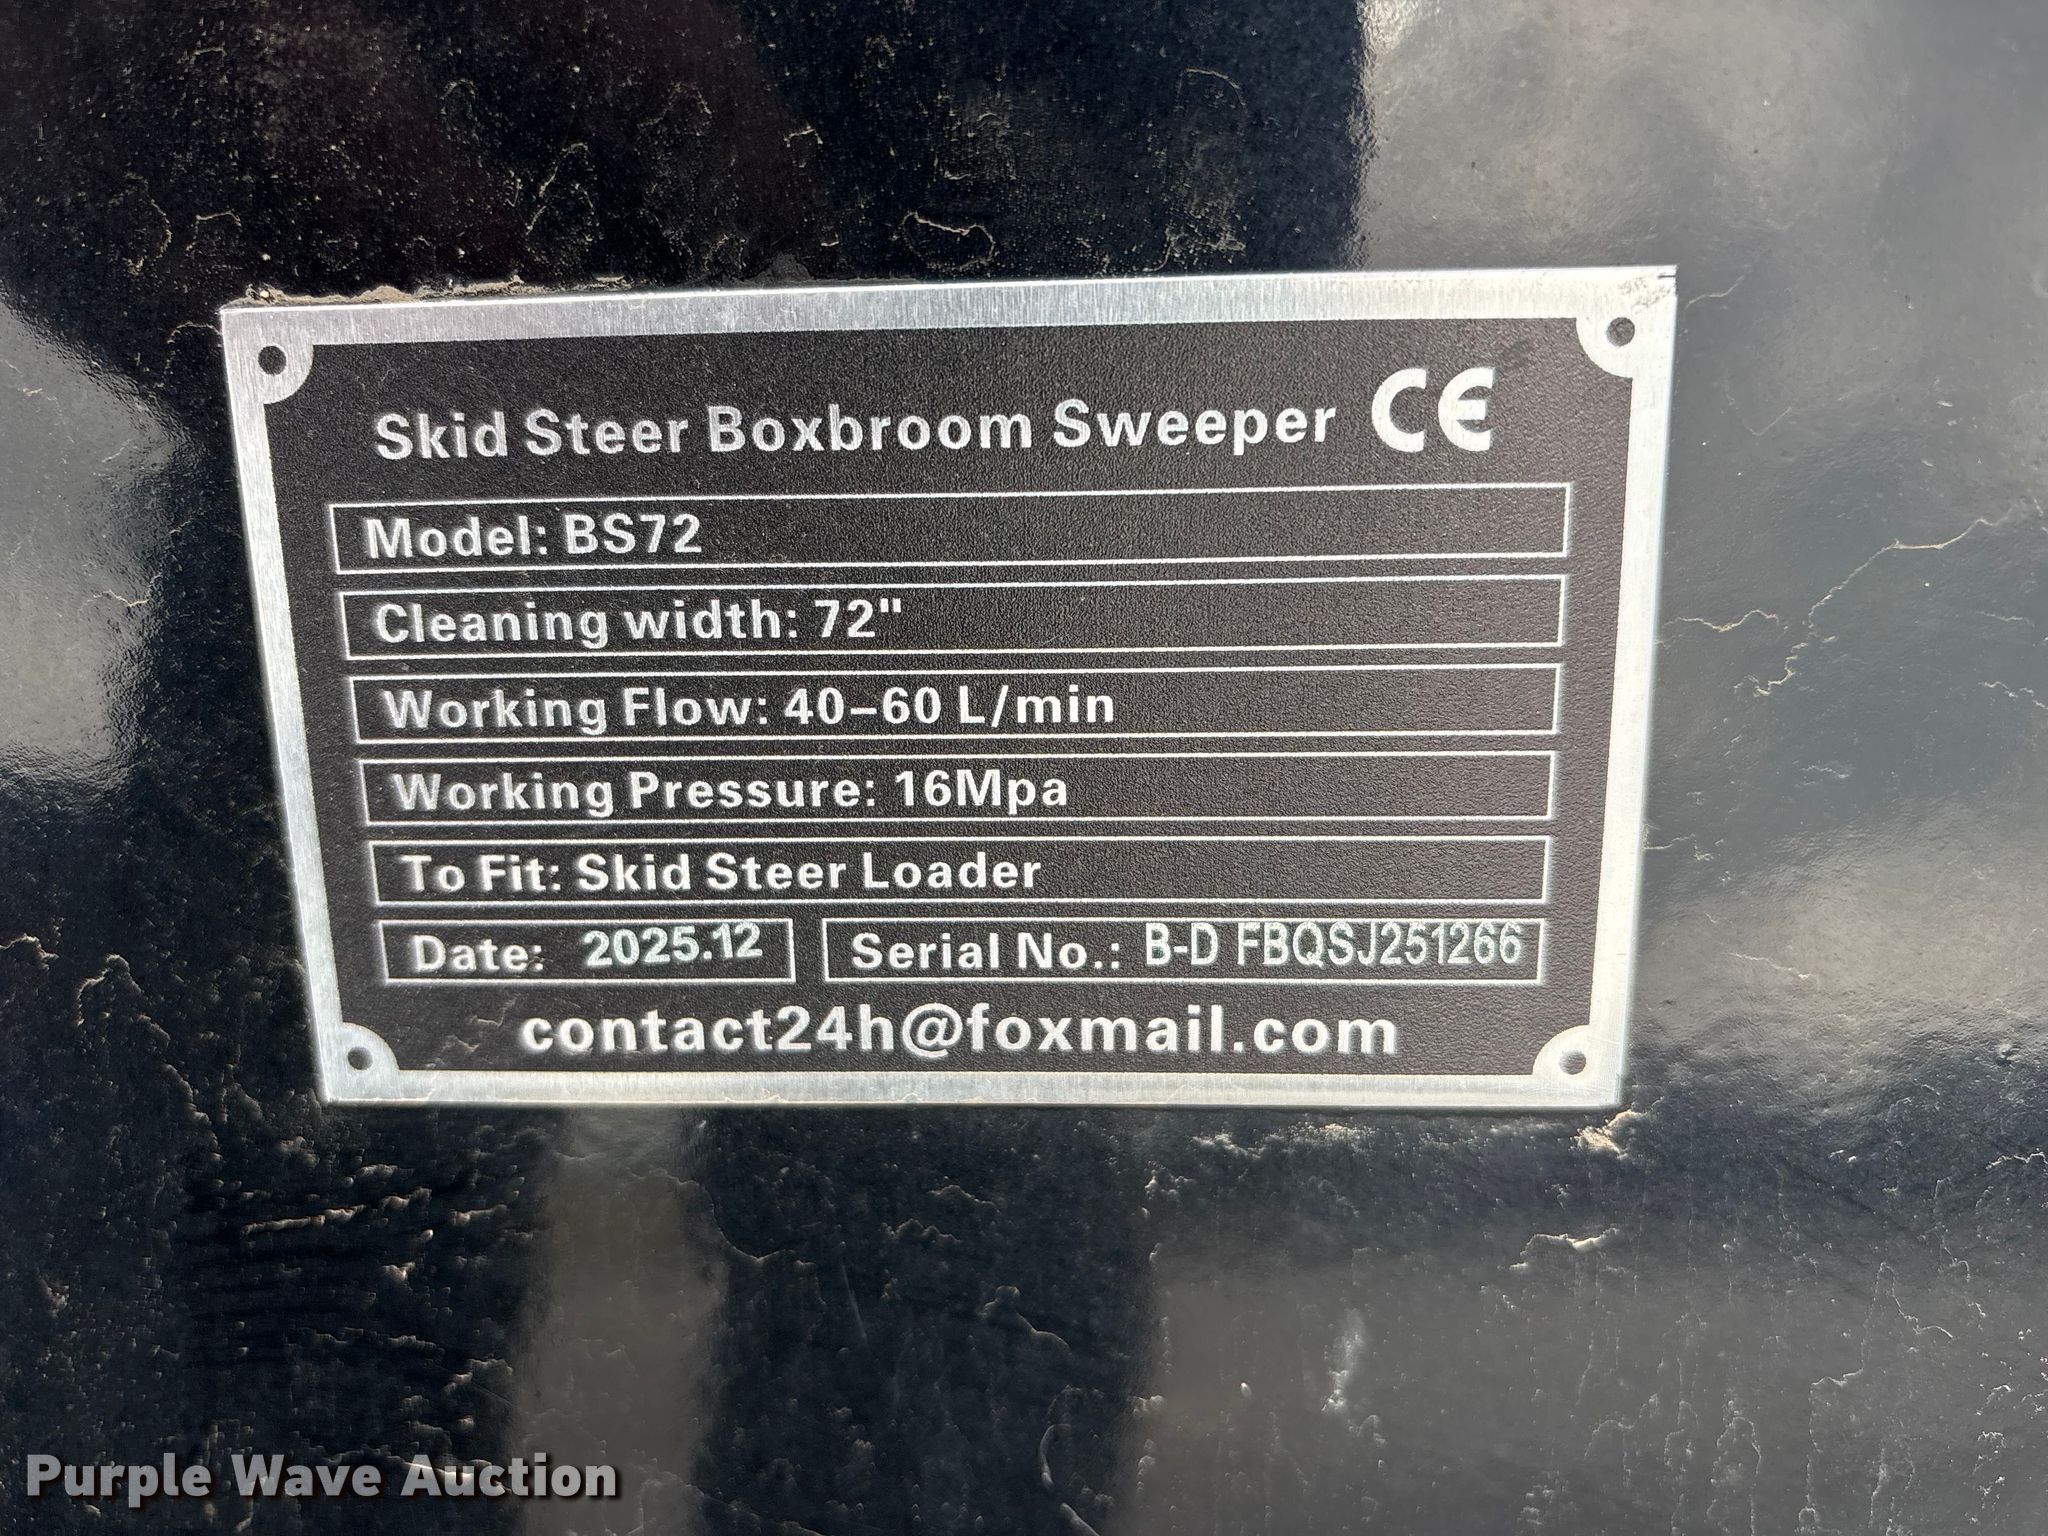 Skid Steer Boxbroom Sweeper CE
Model: BS72
Cleaning width: 72"
Working Flow: 40–60 L/min
Working Pressure: 16Mpa
To Fit: Skid Steer Loader
Date: 2025.12 Serial No.: B-D FBQSJ251266
contact24h@foxmail.com
Purple Wave Auction